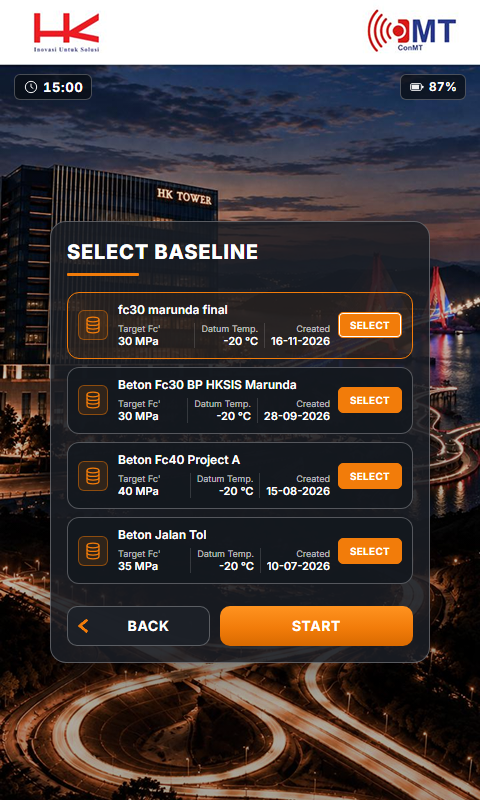 HK
Inovasi Untuk Solusi
MT
ConMT
15:00
87%
HK TOWER
SELECT BASELINE
fc30 marunda final
Target Fc' Datum Temp. Created
30 MPa -20 °C 16-11-2026
SELECT
Beton Fc30 BP HKSIS Marunda
Target Fc' Datum Temp. Created
30 MPa -20 °C 28-09-2026
SELECT
Beton Fc40 Project A
Target Fc' Datum Temp. Created
40 MPa -20 °C 15-08-2026
SELECT
Beton Jalan Tol
Target Fc' Datum Temp. Created
35 MPa -20 °C 10-07-2026
SELECT
BACK
START